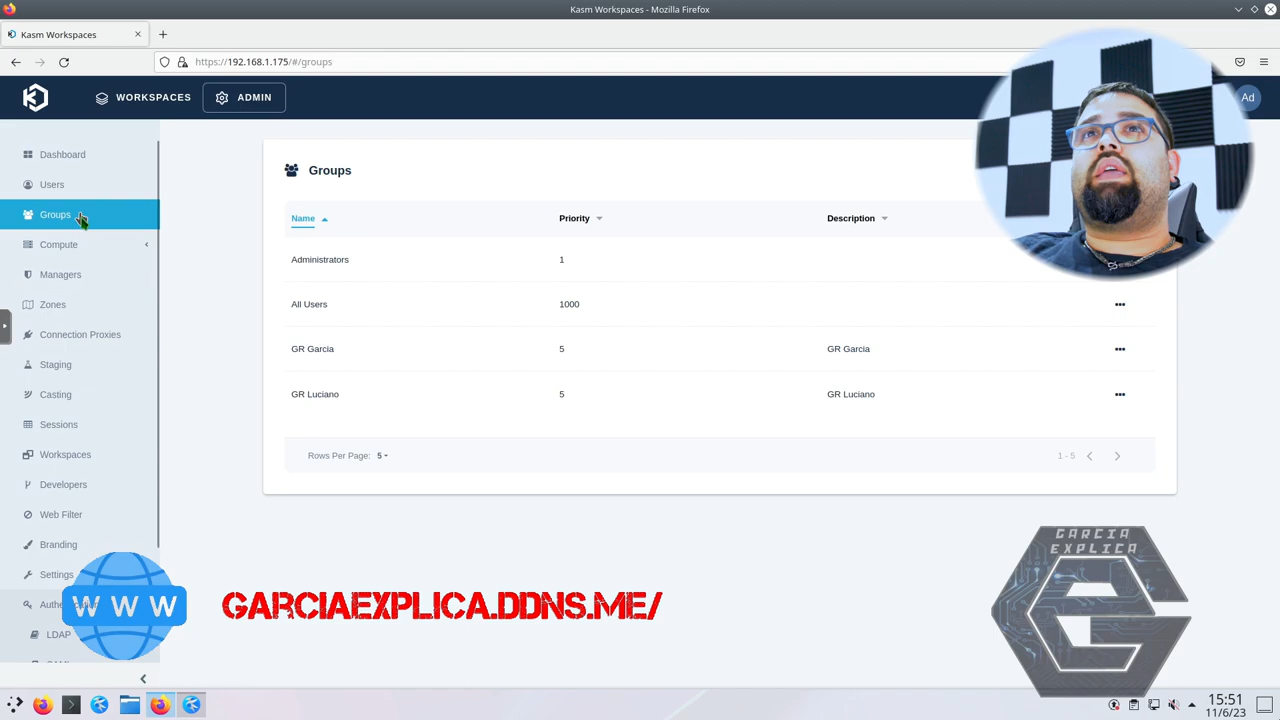 Kasm Workspaces - Mozilla Firefox
Kasm Workspaces
https://192.168.1.175/#/groups
WORKSPACES
ADMIN
Ad
Dashboard
Users
Groups
Compute
Managers
Zones
Connection Proxies
Staging
Casting
Sessions
Workspaces
Developers
Web Filter
Branding
Settings
LDAP
Groups
Name Priority Description
Administrators 1
All Users 1000
GR Garcia 5 GR Garcia
GR Luciano 5 GR Luciano
Rows Per Page: 5
1 - 5
WWW
GARCIAEXPLICA.DDNS.ME/
GARCIA
EXPLICA
15:51
11/6/23